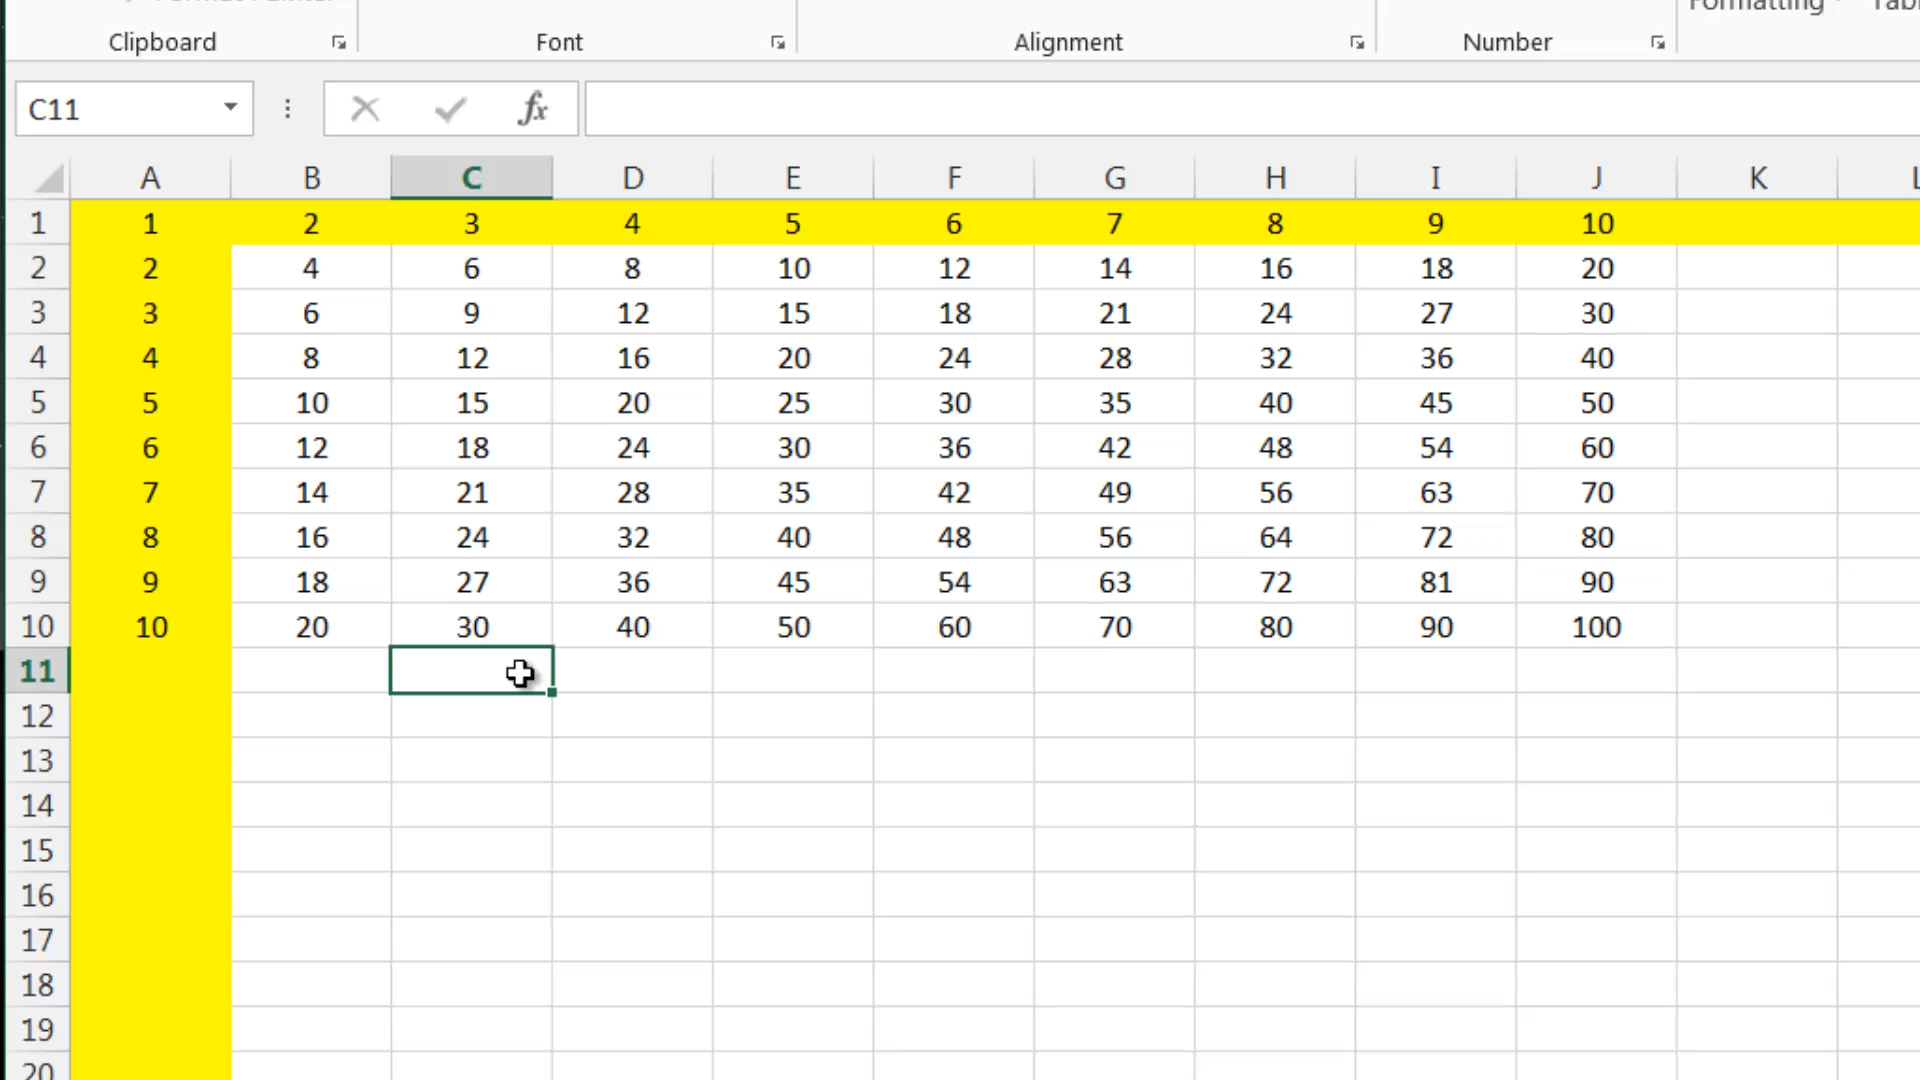 Format Painter
Formatting Tabl
Clipboard Font Alignment Number
C11 fx
A B C D E F G H I J K L
1 1 2 3 4 5 6 7 8 9 10
2 2 4 6 8 10 12 14 16 18 20
3 3 6 9 12 15 18 21 24 27 30
4 4 8 12 16 20 24 28 32 36 40
5 5 10 15 20 25 30 35 40 45 50
6 6 12 18 24 30 36 42 48 54 60
7 7 14 21 28 35 42 49 56 63 70
8 8 16 24 32 40 48 56 64 72 80
9 9 18 27 36 45 54 63 72 81 90
10 10 20 30 40 50 60 70 80 90 100
11
12
13
14
15
16
17
18
19
20